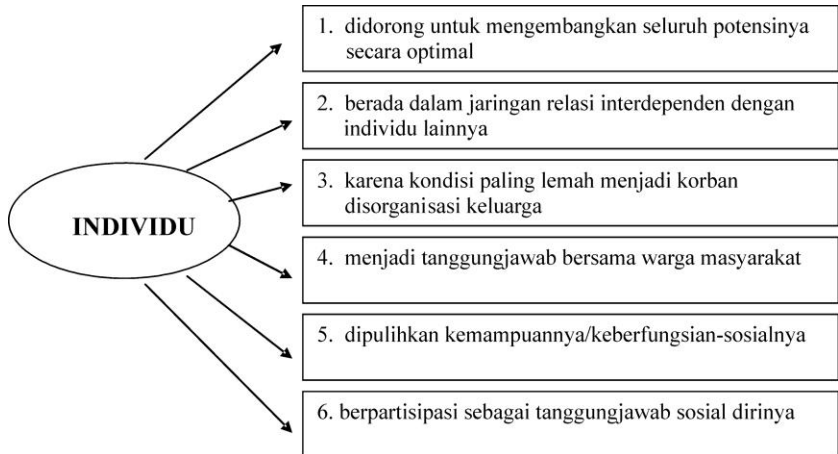 INDIVIDU
1. didorong untuk mengembangkan seluruh potensinya
secara optimal
2. berada dalam jaringan relasi interdependen dengan
individu lainnya
3. karena kondisi paling lemah menjadi korban
disorganisasi keluarga
4. menjadi tanggungjawab bersama warga masyarakat
5. dipulihkan kemampuannya/keberfungsian-sosialnya
6. berpartisipasi sebagai tanggungjawab sosial dirinya